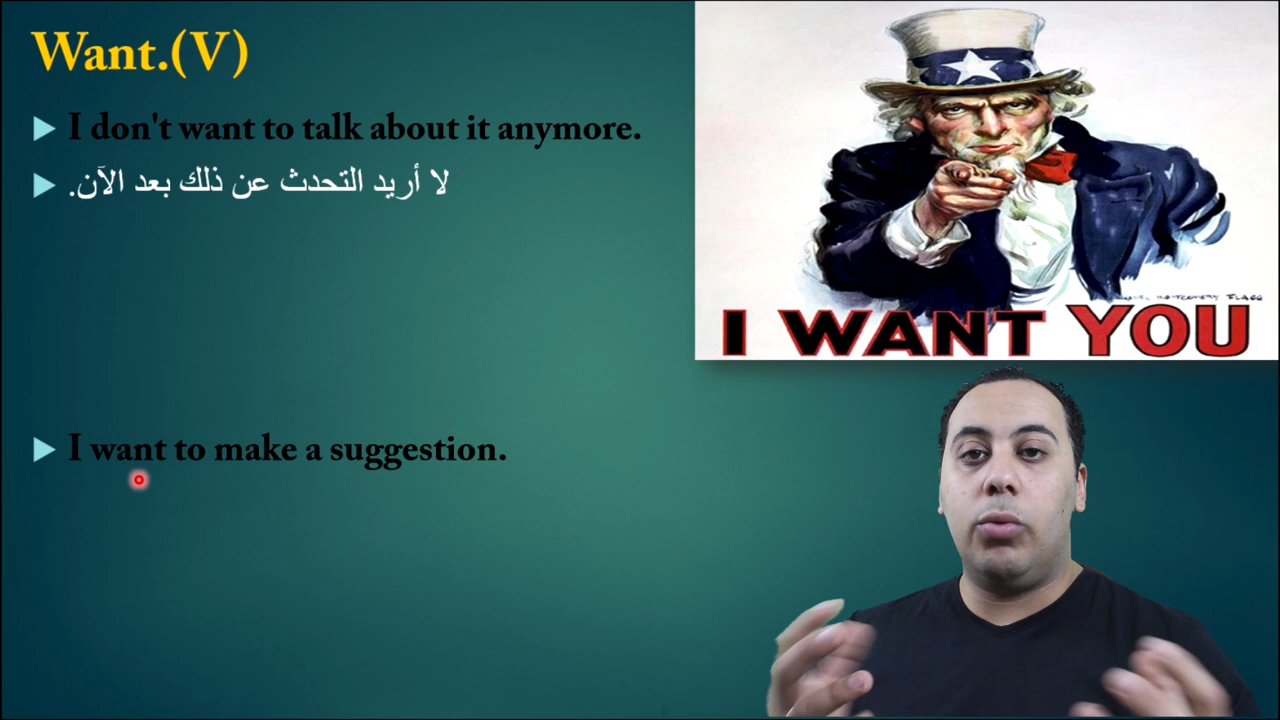 Want.(V)
I don't want to talk about it anymore.
لا أريد التحدث عن ذلك بعد الآن.
I WANT YOU
I want to make a suggestion.